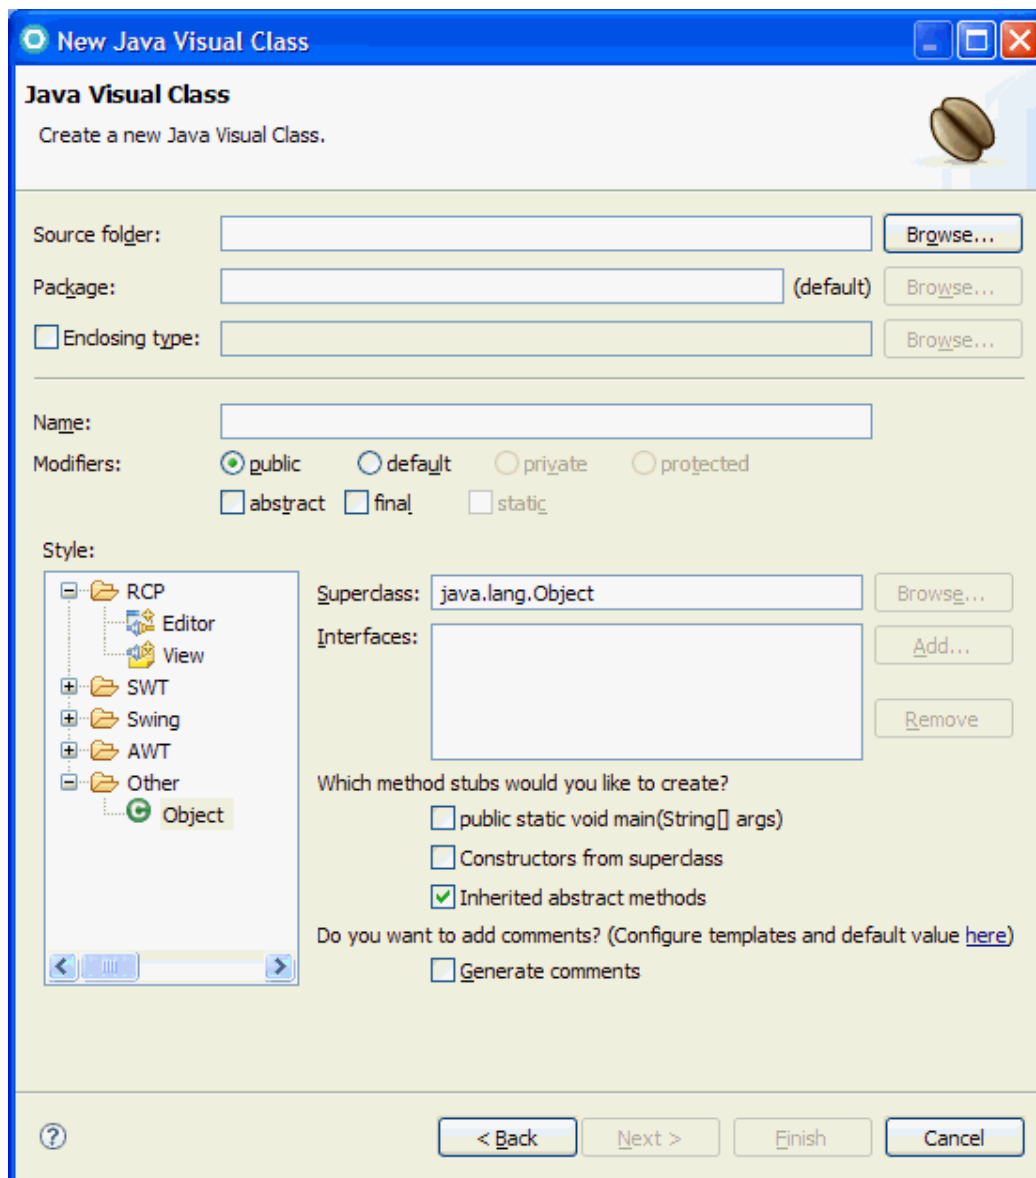 New Java Visual Class
Java Visual Class
Create a new Java Visual Class.
Source folder: Browse...
Package: (default) Browse...
Enclosing type: Browse...
Name:
Modifiers: public default private protected
abstract final static
Style:
RCP
Editor
View
SWT
Swing
AWT
Other
Object
Superclass: java.lang.Object Browse...
Interfaces: Add...
Remove
Which method stubs would you like to create?
public static void main(String[] args)
Constructors from superclass
Inherited abstract methods
Do you want to add comments? (Configure templates and default value here)
Generate comments
? < Back Next > Finish Cancel